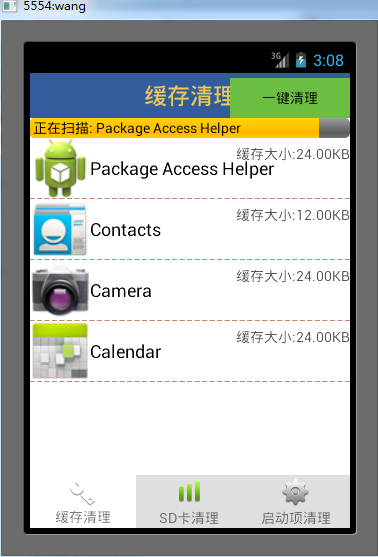 5554:wang
3G 3:08
缓存清理 一键清理
正在扫描: Package Access Helper
缓存大小:24.00KB
Package Access Helper
缓存大小:12.00KB
Contacts
缓存大小:24.00KB
Camera
缓存大小:24.00KB
Calendar
缓存清理 SD卡清理 启动项清理